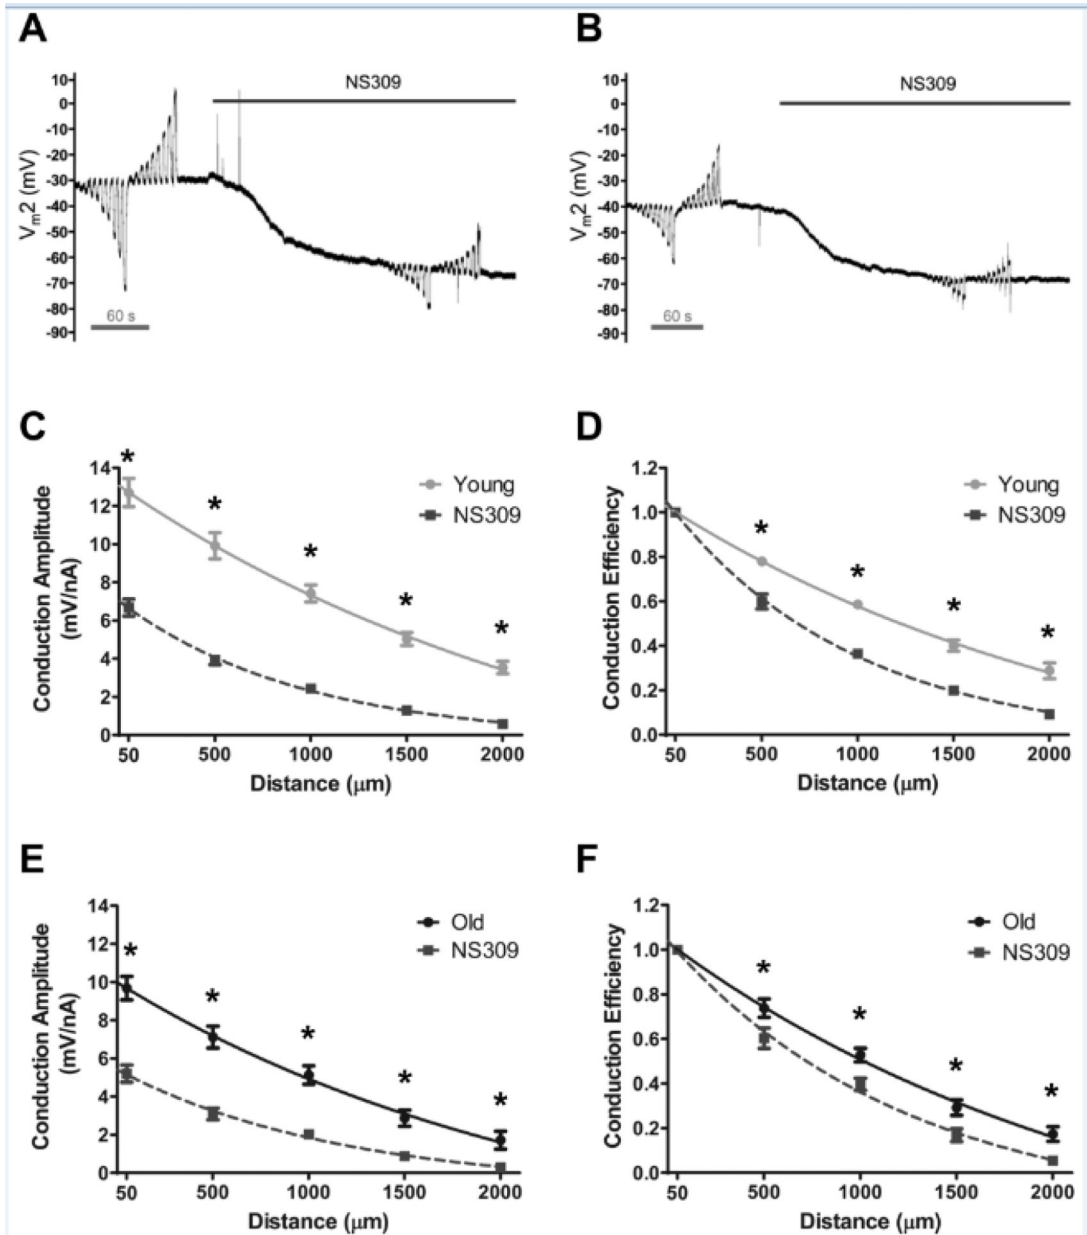 A
NS309
10
0
-10
-20
-30
-40
-50
-60
-70
-80
-90
Vm2 (mV)
60 s
B
NS309
10
0
-10
-20
-30
-40
-50
-60
-70
-80
-90
Vm2 (mV)
60 s
C
* * * * *
Young
NS309
14
12
10
8
6
4
2
0
Conduction Amplitude
(mV/nA)
50 500 1000 1500 2000
Distance (μm)
D
* * * *
Young
NS309
1.2
1.0
0.8
0.6
0.4
0.2
0.0
Conduction Efficiency
50 500 1000 1500 2000
Distance (μm)
E
* * * * *
Old
NS309
14
12
10
8
6
4
2
0
Conduction Amplitude
(mV/nA)
50 500 1000 1500 2000
Distance (μm)
F
* * * *
Old
NS309
1.2
1.0
0.8
0.6
0.4
0.2
0.0
Conduction Efficiency
50 500 1000 1500 2000
Distance (μm)